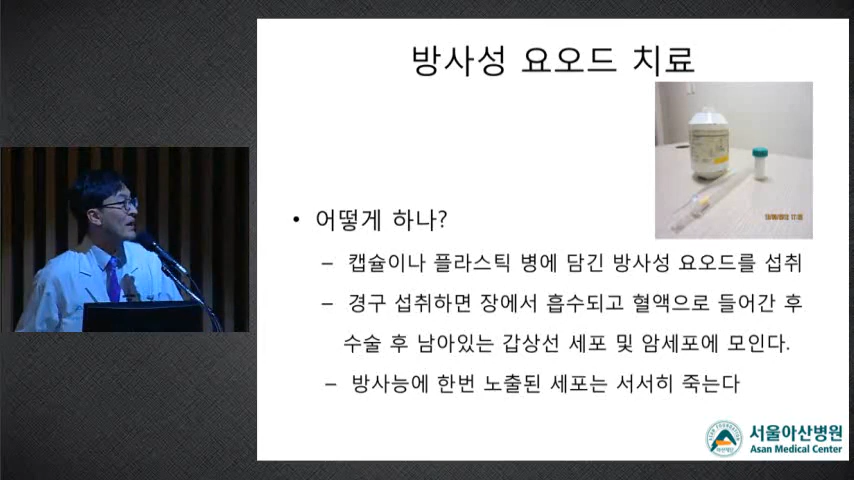 방사성 요오드 치료
• 어떻게 하나?
– 캡슐이나 플라스틱 병에 담긴 방사성 요오드를 섭취
– 경구 섭취하면 장에서 흡수되고 혈액으로 들어간 후
수술 후 남아있는 갑상선 세포 및 암세포에 모인다.
– 방사능에 한번 노출된 세포는 서서히 죽는다
서울아산병원
Asan Medical Center